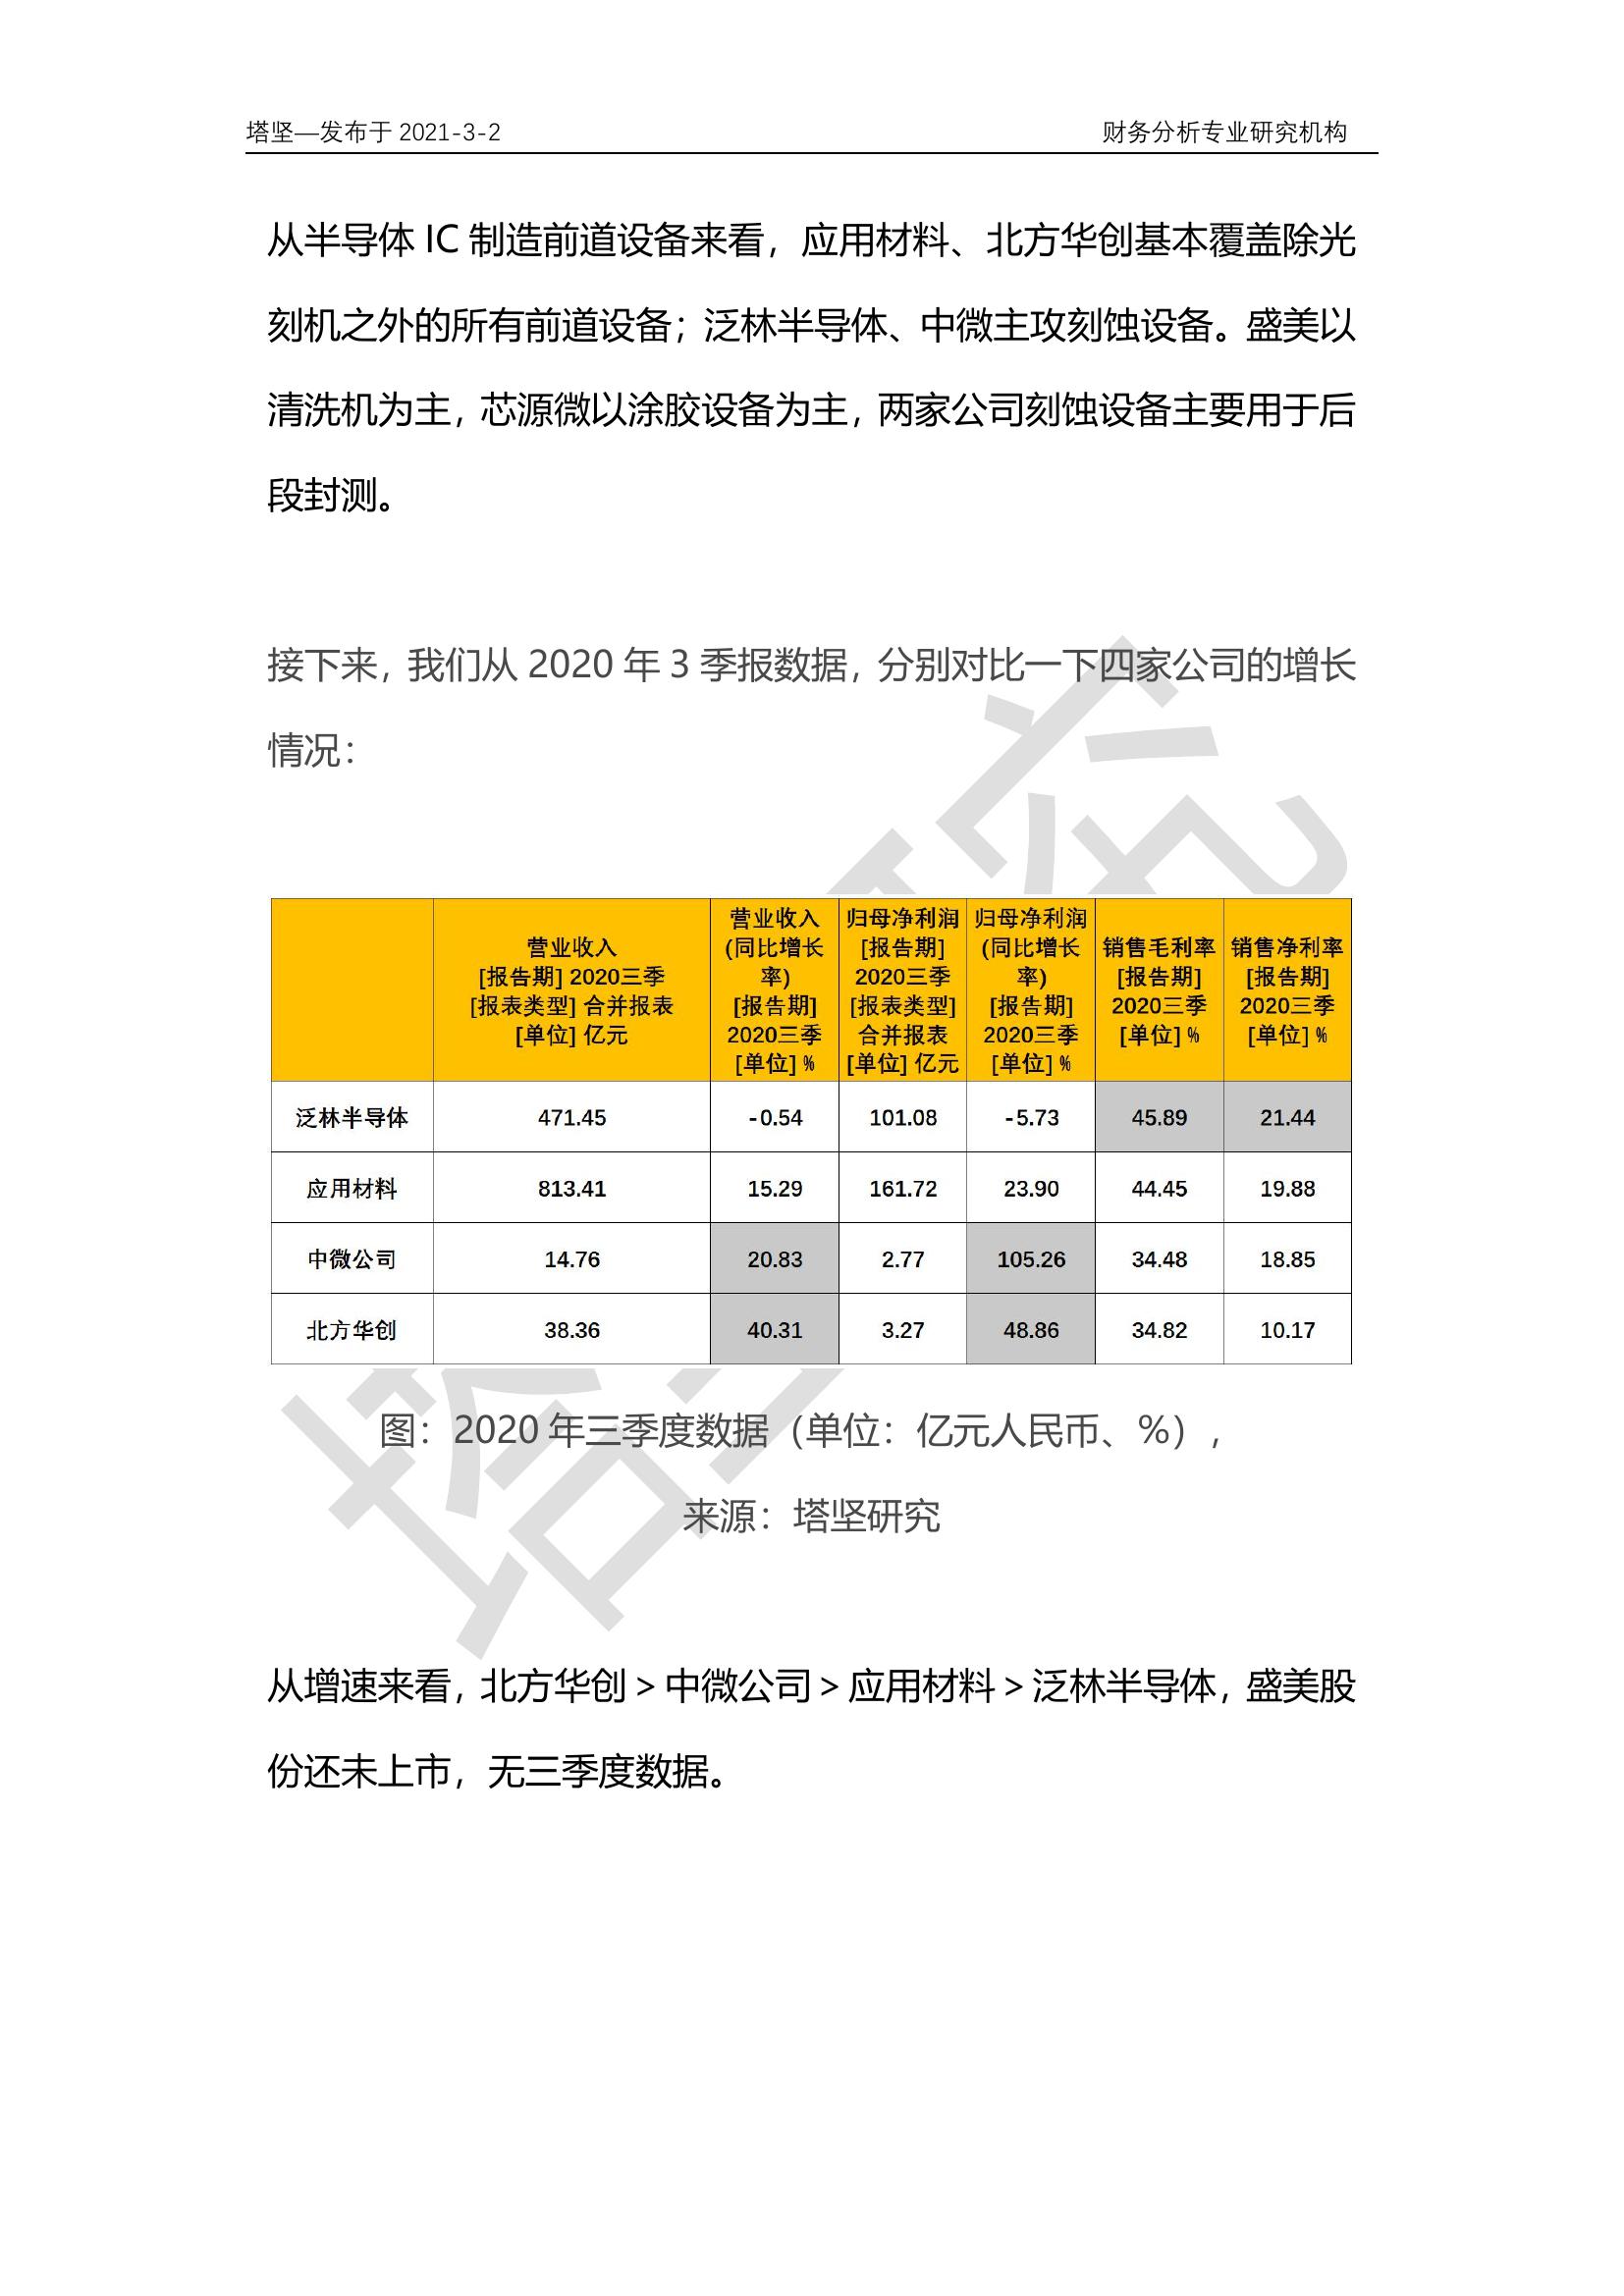 塔坚—发布于 2021-3-2 财务分析专业研究机构
从半导体 IC 制造前道设备来看，应用材料、北方华创基本覆盖除光
刻机之外的所有前道设备；泛林半导体、中微主攻刻蚀设备。盛美以
清洗机为主，芯源微以涂胶设备为主，两家公司刻蚀设备主要用于后
段封测。
接下来，我们从 2020 年 3 季报数据，分别对比一下四家公司的增长
情况：
营业收入
[报告期] 2020三季
[报表类型] 合并报表
[单位] 亿元
营业收入
(同比增长
率)
[报告期]
2020三季
[单位] %
归母净利润
[报告期]
2020三季
[报表类型]
合并报表
[单位] 亿元
归母净利润
(同比增长
率)
[报告期]
2020三季
[单位] %
销售毛利率
[报告期]
2020三季
[单位] %
销售净利率
[报告期]
2020三季
[单位] %
泛林半导体 471.45 -0.54 101.08 -5.73 45.89 21.44
应用材料 813.41 15.29 161.72 23.90 44.45 19.88
中微公司 14.76 20.83 2.77 105.26 34.48 18.85
北方华创 38.36 40.31 3.27 48.86 34.82 10.17
图：2020 年三季度数据（单位：亿元人民币、%），
来源：塔坚研究
从增速来看，北方华创 > 中微公司 > 应用材料 > 泛林半导体，盛美股
份还未上市，无三季度数据。